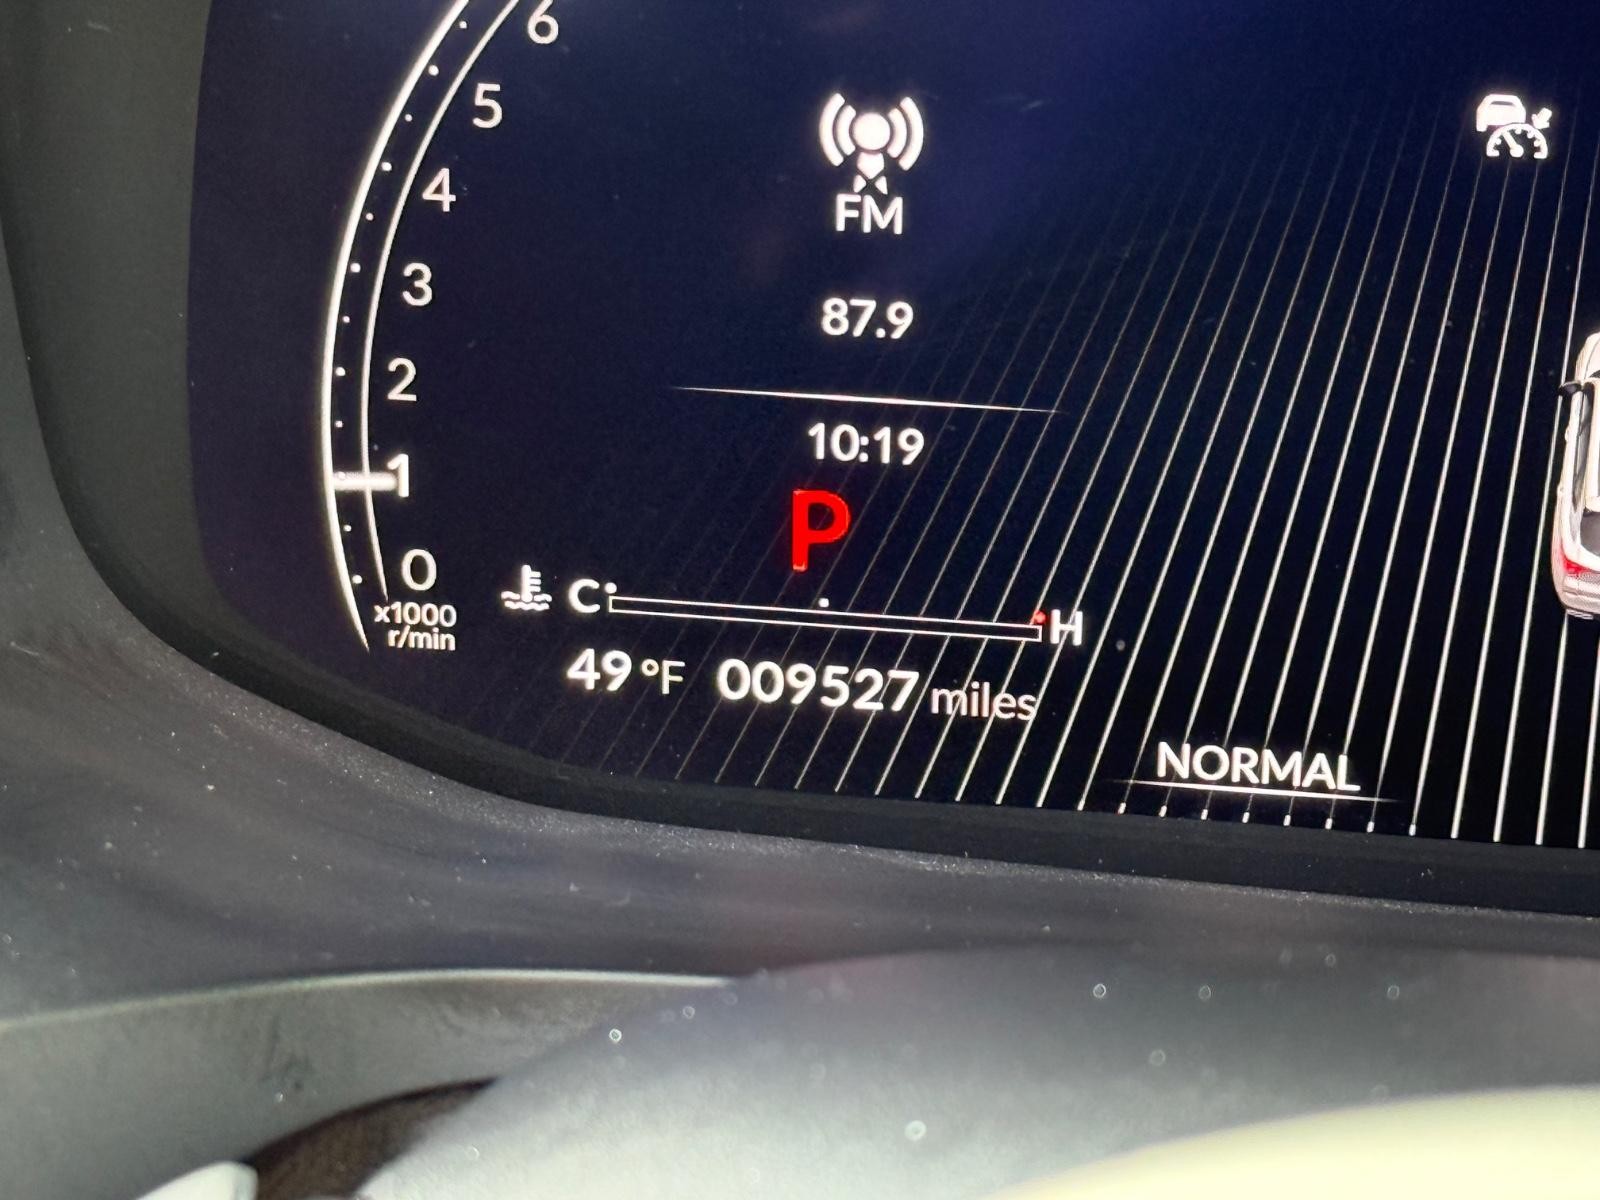 6
5
4
3
2
1
0
x1000
r/min
FM
87.9
10:19
P
C H
49 °F 009527 miles
NORMAL